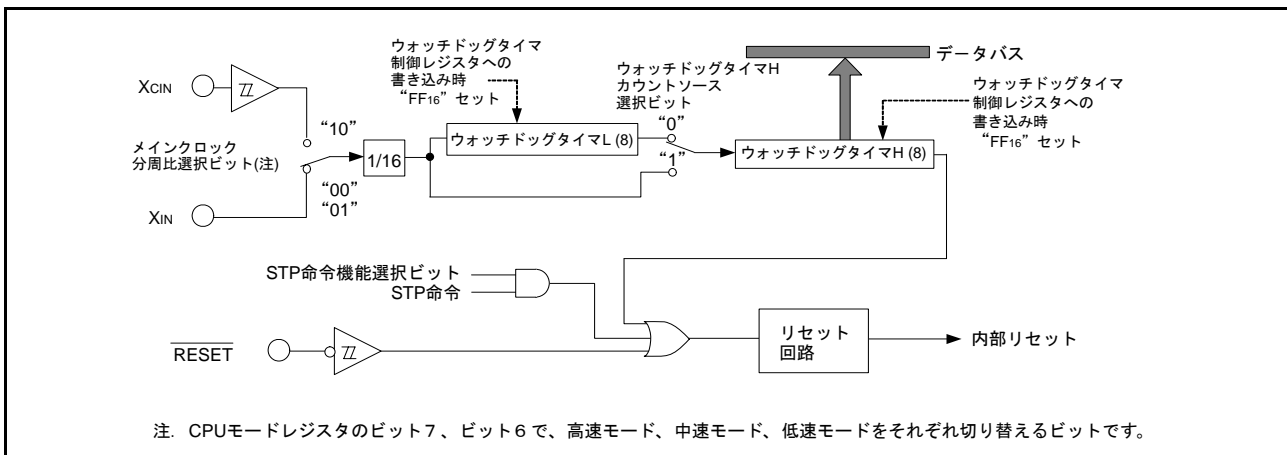 データバス
ウォッチドッグタイマ
制御レジスタへの
書き込み時
“FF16”セット
ウォッチドッグタイマH
カウントソース
選択ビット
ウォッチドッグタイマ
制御レジスタへの
書き込み時
“FF16”セット
XCIN
“10”
“0”
メインクロック
分周比選択ビット(注)
1/16
ウォッチドッグタイマL (8)
“1”
ウォッチドッグタイマH (8)
“00”
“01”
XIN
STP命令機能選択ビット
STP命令
RESET
リセット
回路
内部リセット
注. CPUモードレジスタのビット7、ビット6で、高速モード、中速モード、低速モードをそれぞれ切り替えるビットです。